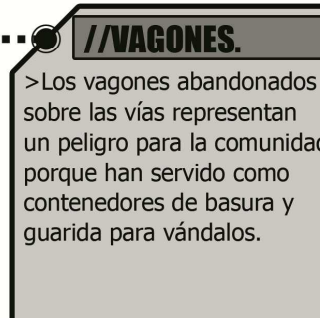 //VAGONES.
>Los vagones abandonados
sobre las vías representan
un peligro para la comunidad
porque han servido como
contenedores de basura y
guarida para vándalos.